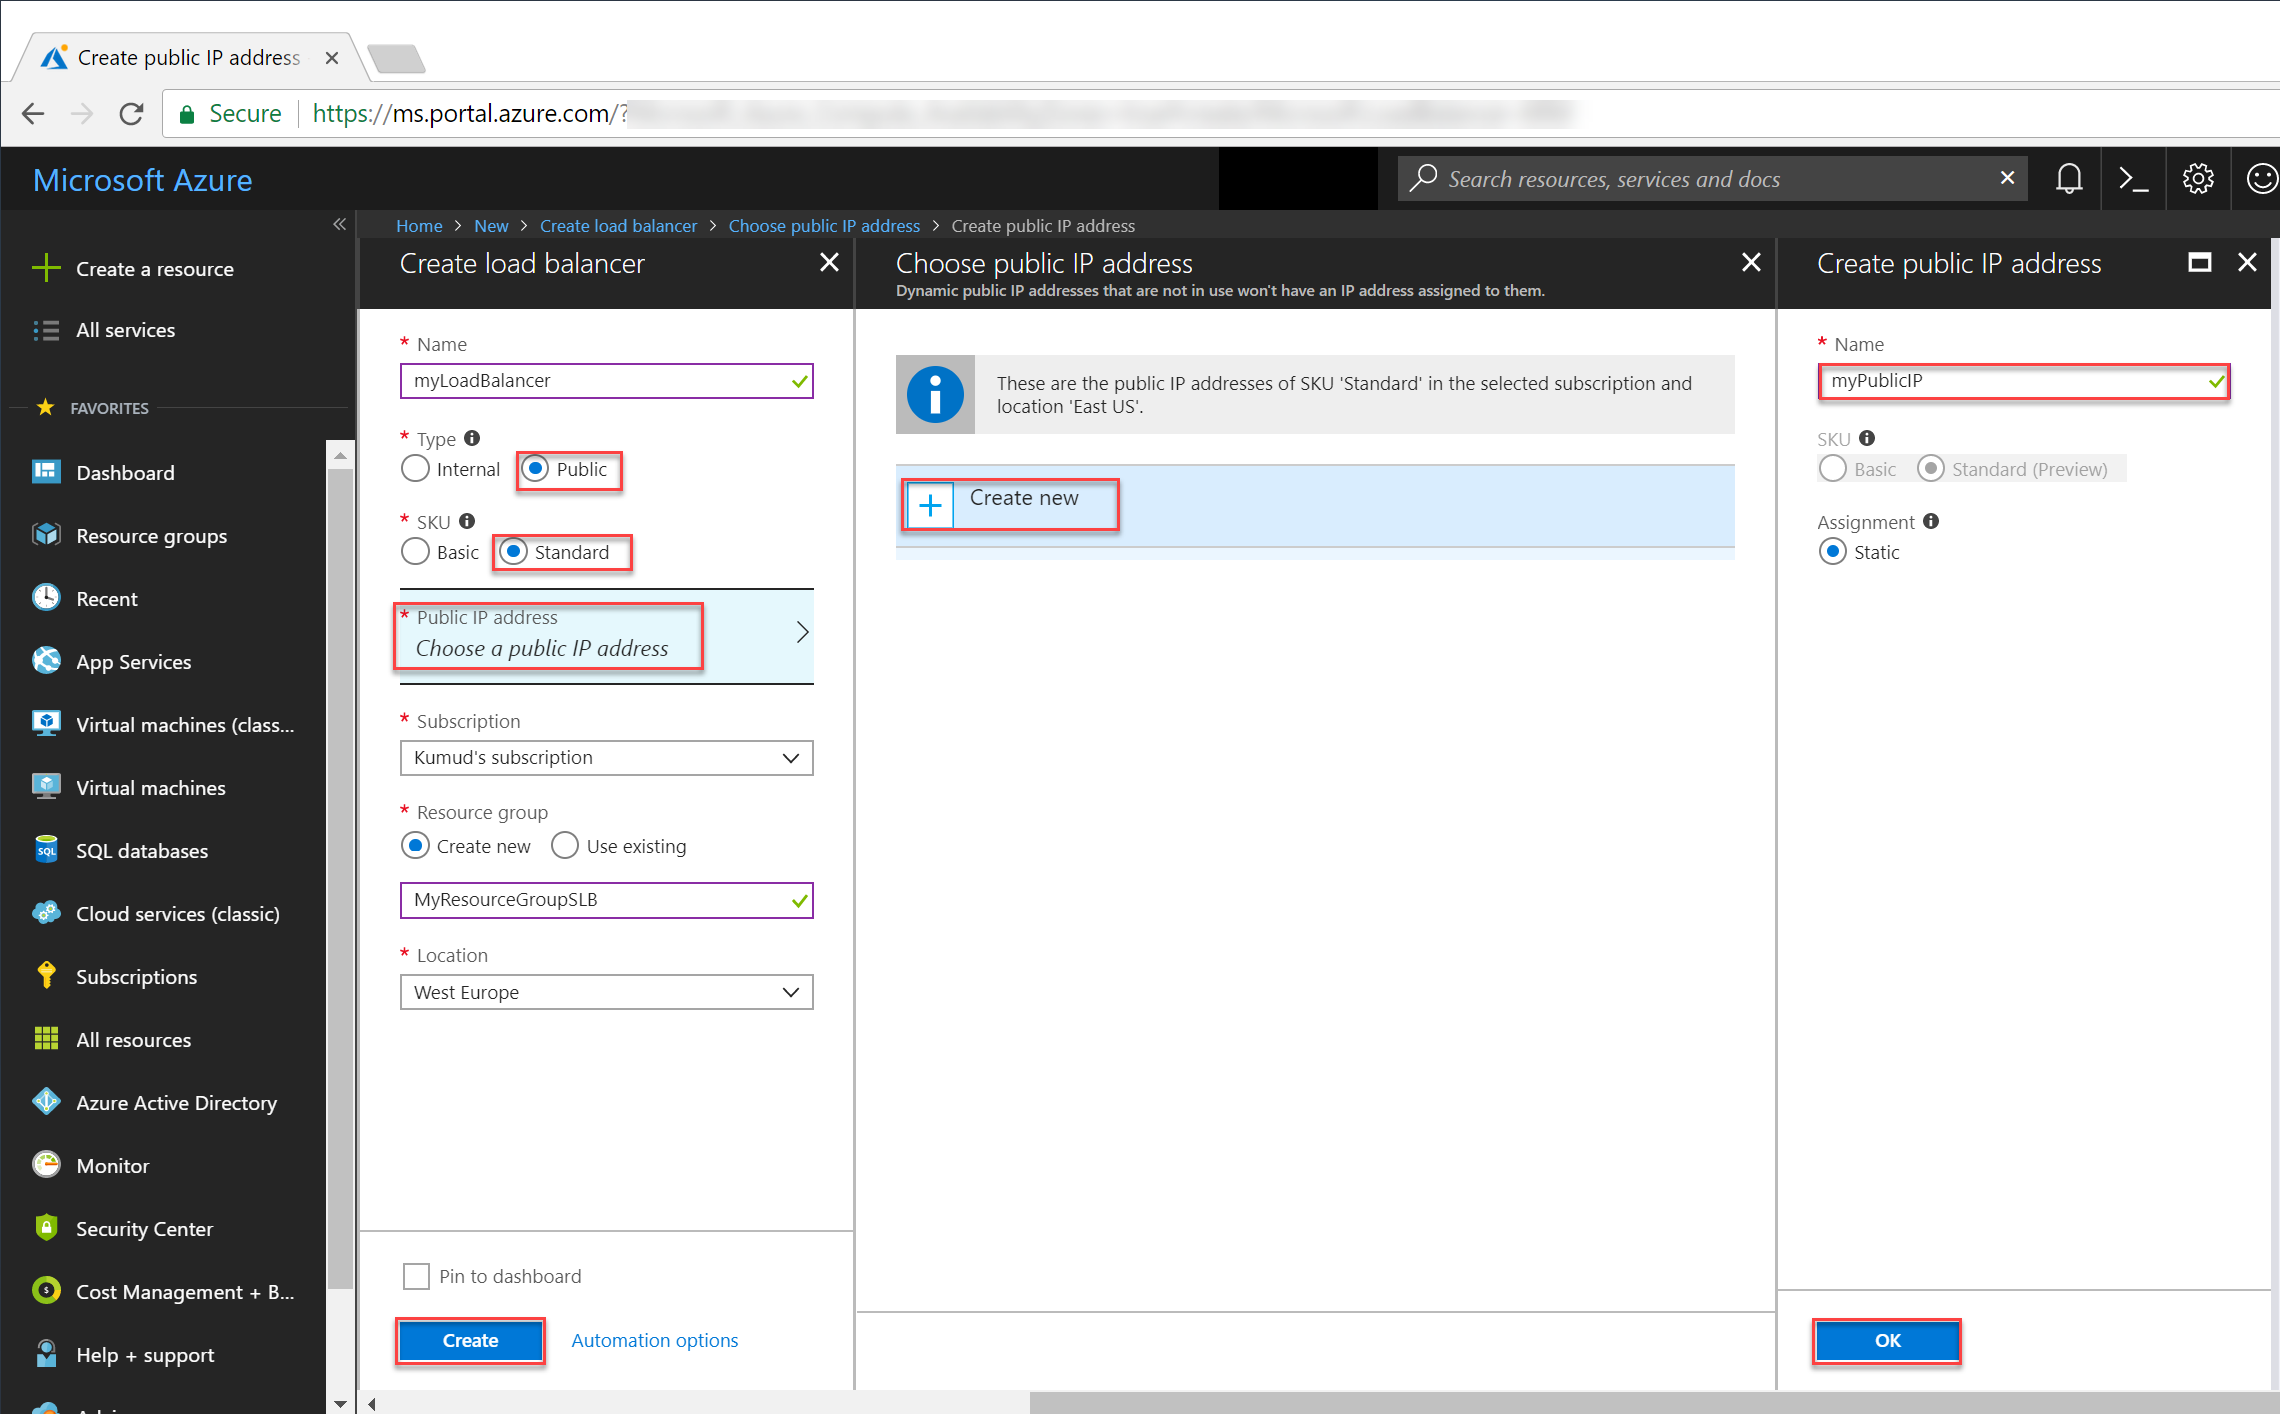 Create public IP address
Secure
https://ms.portal.azure.com/?
Microsoft Azure
Search resources, services and docs
Home > New > Create load balancer > Choose public IP address > Create public IP address
Create a resource
All services
FAVORITES
Dashboard
Resource groups
Recent
App Services
Virtual machines (class...
Virtual machines
SQL databases
Cloud services (classic)
Subscriptions
All resources
Azure Active Directory
Monitor
Security Center
Cost Management + B...
Help + support
Create load balancer
* Name
myLoadBalancer
* Type
Internal Public
* SKU
Basic Standard
* Public IP address
Choose a public IP address
* Subscription
Kumud's subscription
* Resource group
Create new Use existing
MyResourceGroupSLB
* Location
West Europe
Pin to dashboard
Create Automation options
Choose public IP address
Dynamic public IP addresses that are not in use won't have an IP address assigned to them.
These are the public IP addresses of SKU 'Standard' in the selected subscription and
location 'East US'.
Create new
Create public IP address
* Name
myPublicIP
SKU
Basic Standard (Preview)
Assignment
Static
OK